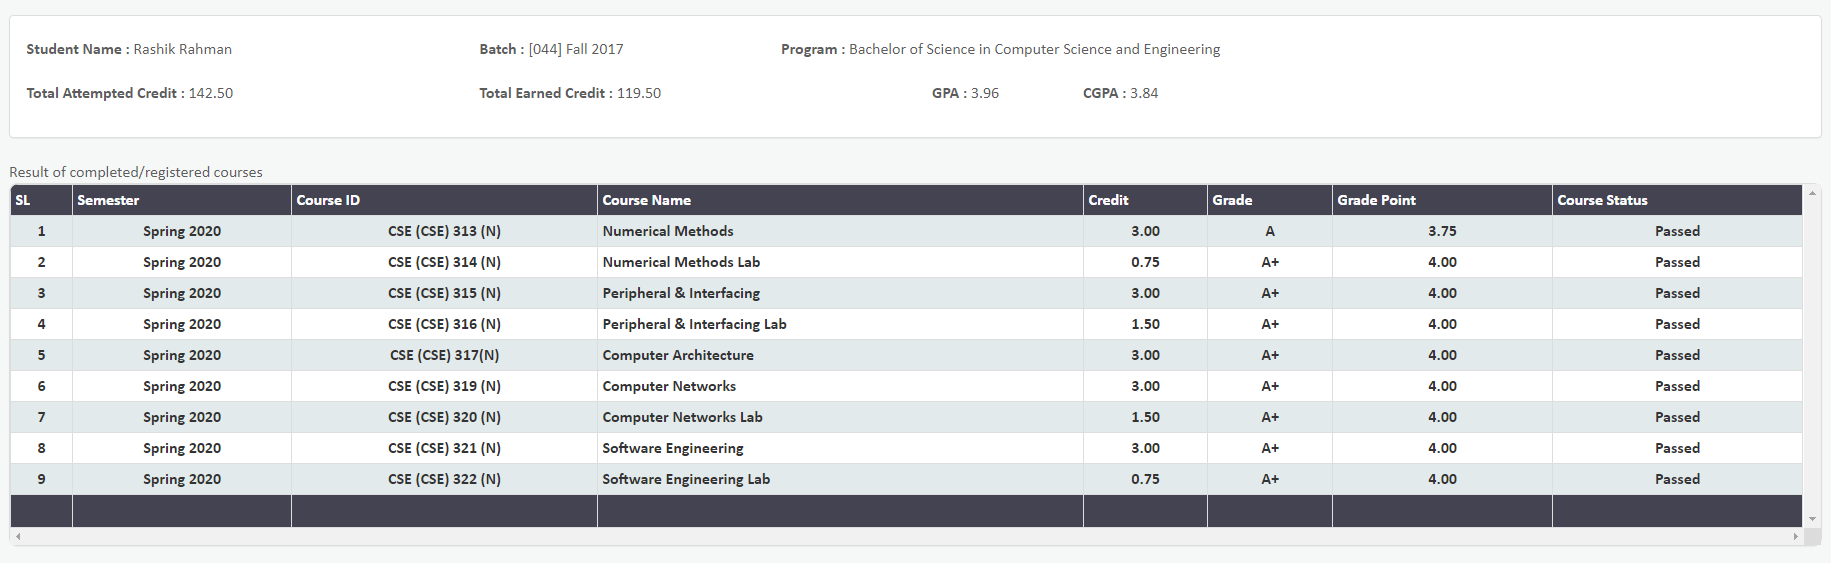 Student Name : Rashik Rahman Batch : [044] Fall 2017 Program : Bachelor of Science in Computer Science and Engineering
Total Attempted Credit : 142.50 Total Earned Credit : 119.50 GPA : 3.96 CGPA : 3.84
Result of completed/registered courses
SL Semester Course ID Course Name Credit Grade Grade Point Course Status
1 Spring 2020 CSE (CSE) 313 (N) Numerical Methods 3.00 A 3.75 Passed
2 Spring 2020 CSE (CSE) 314 (N) Numerical Methods Lab 0.75 A+ 4.00 Passed
3 Spring 2020 CSE (CSE) 315 (N) Peripheral & Interfacing 3.00 A+ 4.00 Passed
4 Spring 2020 CSE (CSE) 316 (N) Peripheral & Interfacing Lab 1.50 A+ 4.00 Passed
5 Spring 2020 CSE (CSE) 317(N) Computer Architecture 3.00 A+ 4.00 Passed
6 Spring 2020 CSE (CSE) 319 (N) Computer Networks 3.00 A+ 4.00 Passed
7 Spring 2020 CSE (CSE) 320 (N) Computer Networks Lab 1.50 A+ 4.00 Passed
8 Spring 2020 CSE (CSE) 321 (N) Software Engineering 3.00 A+ 4.00 Passed
9 Spring 2020 CSE (CSE) 322 (N) Software Engineering Lab 0.75 A+ 4.00 Passed